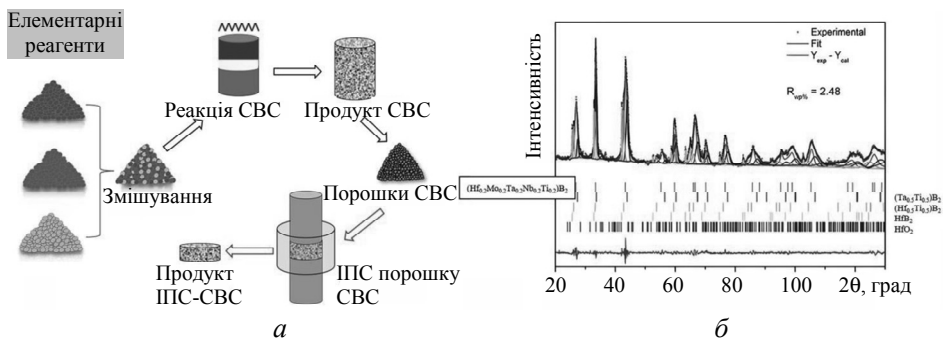 Елементарні
реагенти
Реакція СВС
Продукт СВС
Змішування
Порошки СВС
Продукт
ІПС-СВС
ІПС порошку
СВС
а
Інтенсивність
Experimental
Fit
Yexp - Ycal
Rwp% = 2.48
(Hf0.2Mo0.2Ta0.2Nb0.2Ti0.2)B2
(Ta0.5Ti0.5)B2
(Hf0.5Ti0.5)B2
HfB2
HfO2
20 40 60 80 100 2θ, град
б